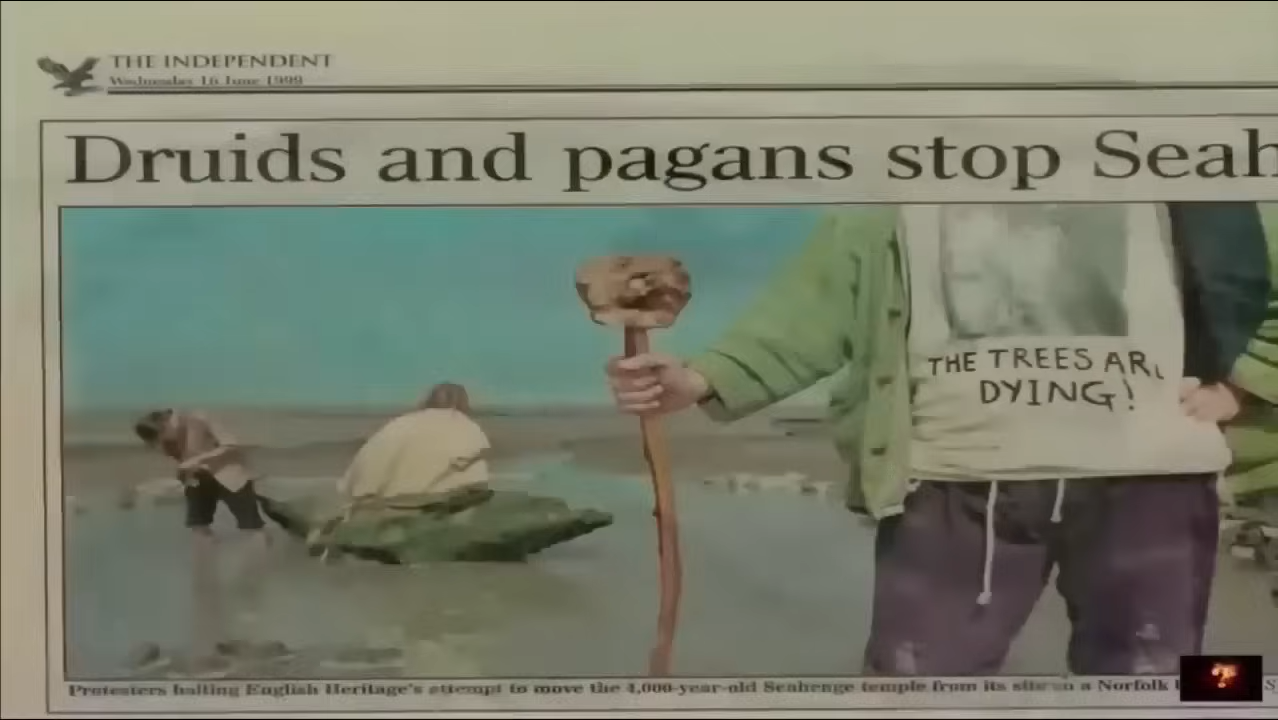 THE INDEPENDENT
Wednesday 16 June 1999
Druids and pagans stop Seah
THE TREES AR
DYING!
Protesters halting English Heritage's attempt to move the 4,000-year-old Seahenge temple from its site on a Norfolk
?